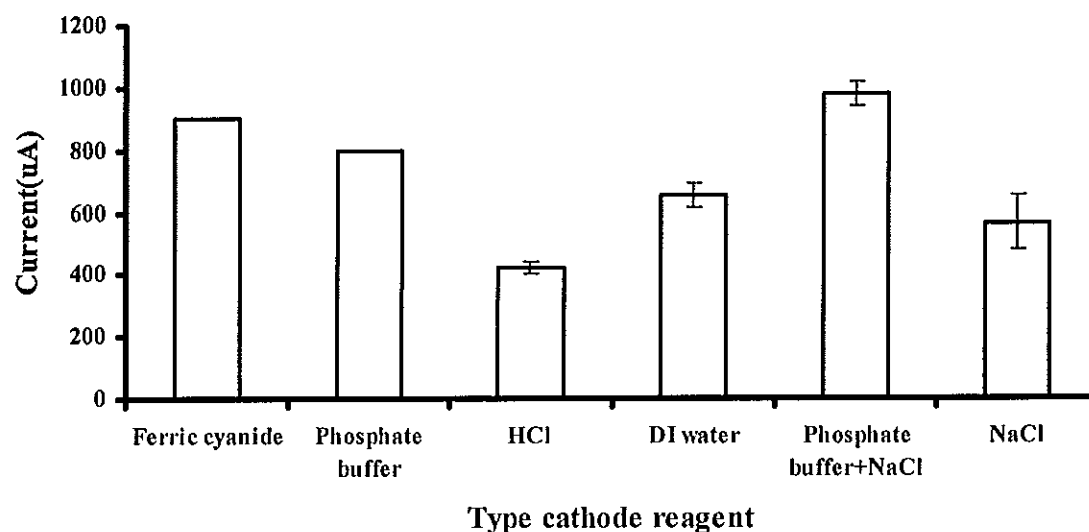 1200
1000
800
600
400
200
0
Current(uA)
Ferric cyanide
Phosphate
buffer
HCl
DI water
Phosphate
buffer+NaCl
NaCl
Type cathode reagent